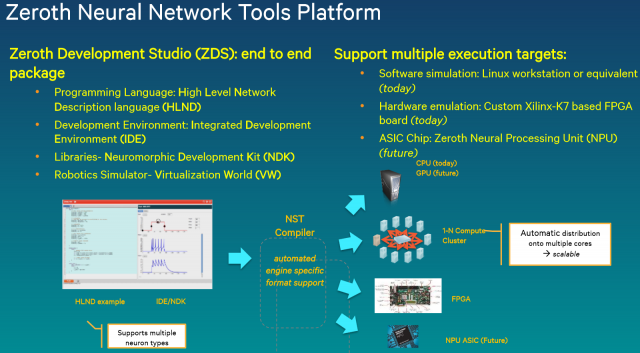 Zeroth Neural Network Tools Platform
Zeroth Development Studio (ZDS): end to end
package
• Programming Language: High Level Network
Description language (HLND)
• Development Environment: Integrated Development
Environment (IDE)
• Libraries- Neuromorphic Development Kit (NDK)
• Robotics Simulator- Virtualization World (VW)
Support multiple execution targets:
• Software simulation: Linux workstation or equivalent
(today)
• Hardware emulation: Custom Xilinx-K7 based FPGA
board (today)
• ASIC Chip: Zeroth Neural Processing Unit (NPU)
(future)
CPU (today)
GPU (future)
NST
Compiler
automated
engine specific
format support
1-N Compute
Cluster
Automatic distribution
onto multiple cores
→ scalable
FPGA
NPU ASIC (Future)
HLND example
IDE/NDK
Supports multiple
neuron types